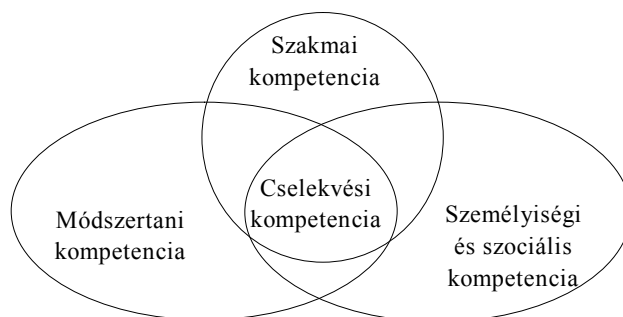 Szakmai
kompetencia
Cselekvési
kompetencia
Módszertani
kompetencia
Személyiségi
és szociális
kompetencia